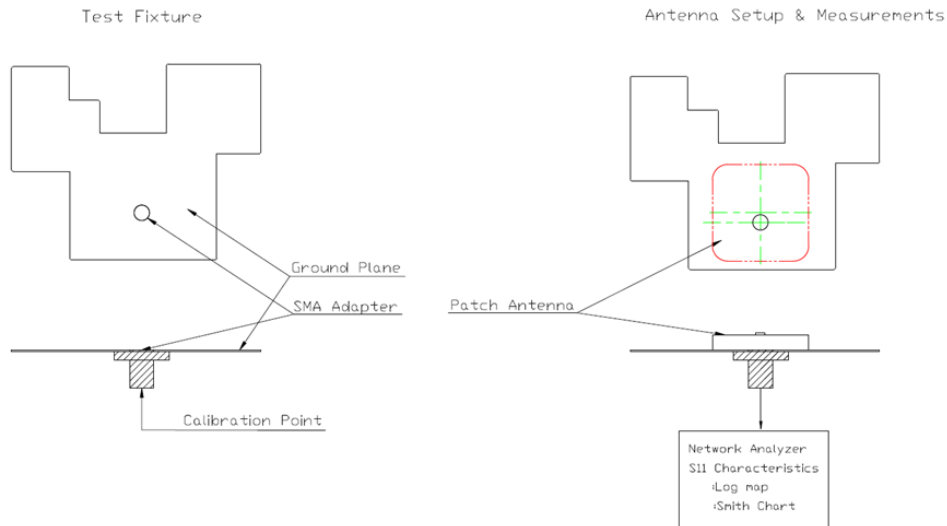 Test Fixture
Antenna Setup & Measurements
Ground Plane
SMA Adapter
Patch Antenna
Calibration Point
Network Analyzer
S11 Characteristics
:Log map
:Smith Chart